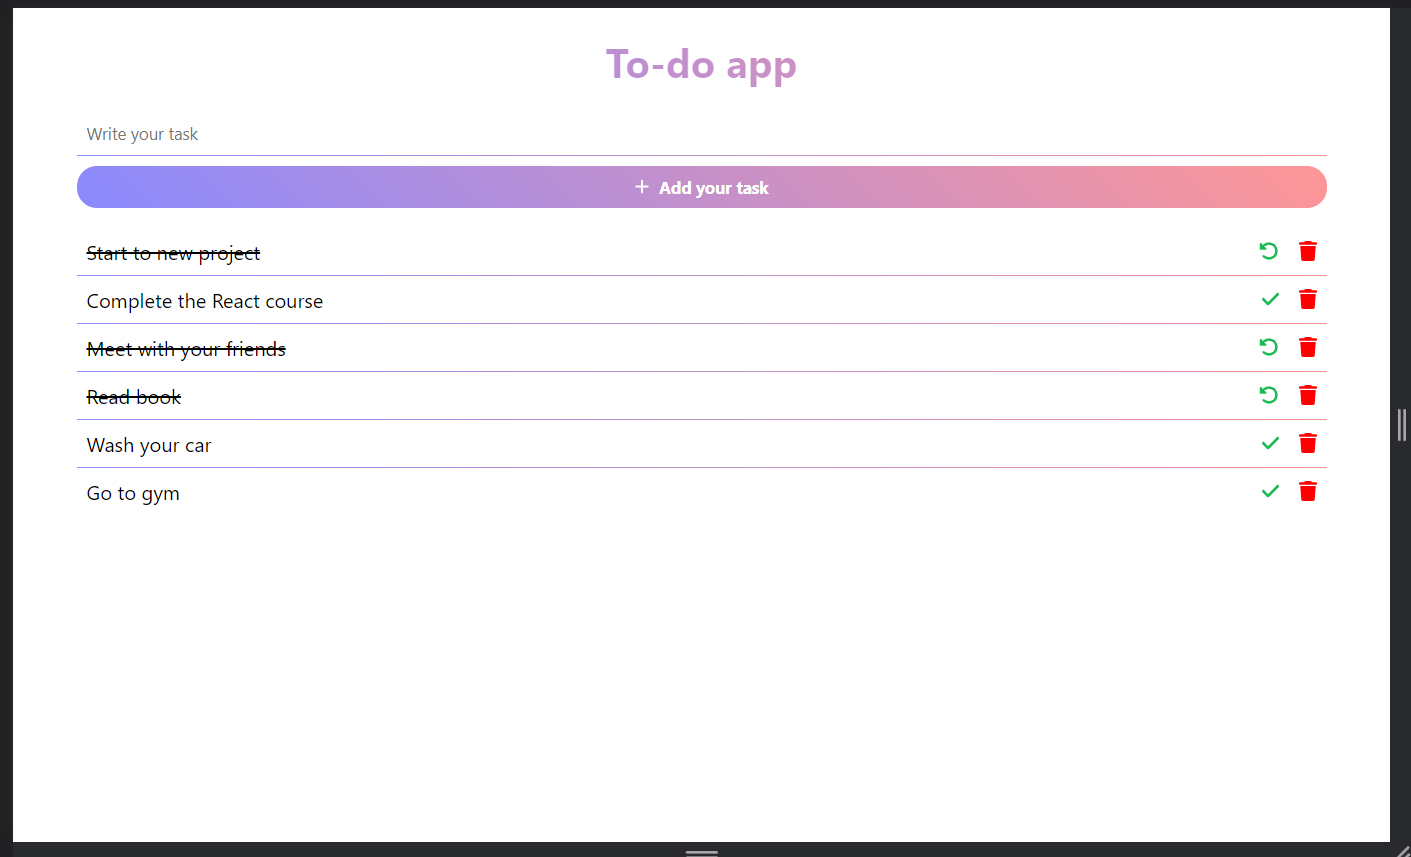 To-do app
Write your task
Add your task
Start to new project
Complete the React course
Meet with your friends
Read book
Wash your car
Go to gym